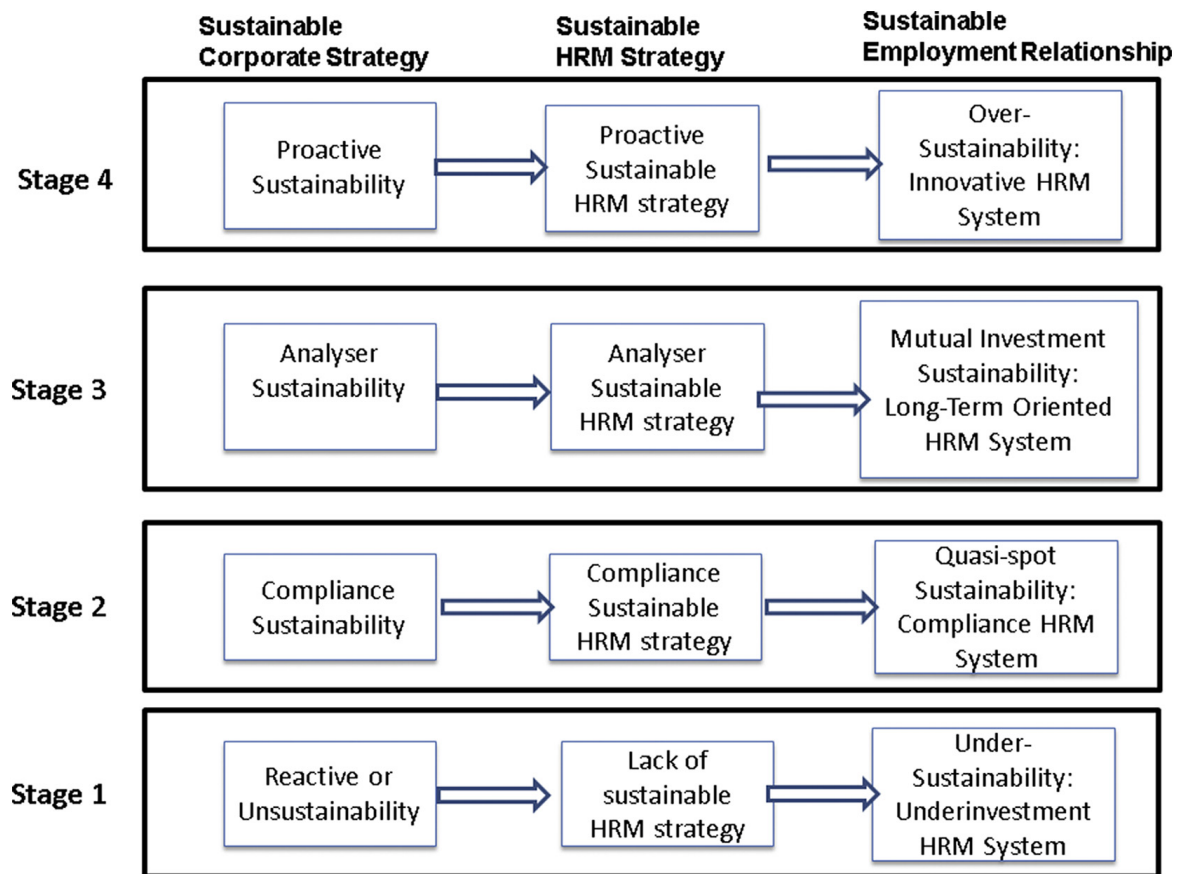 Sustainable
Corporate Strategy
Sustainable
HRM Strategy
Sustainable
Employment Relationship
Stage 4
Proactive
Sustainability
Proactive
Sustainable
HRM strategy
Over-
Sustainability:
Innovative HRM
System
Stage 3
Analyser
Sustainability
Analyser
Sustainable
HRM strategy
Mutual Investment
Sustainability:
Long-Term Oriented
HRM System
Stage 2
Compliance
Sustainability
Compliance
Sustainable
HRM strategy
Quasi-spot
Sustainability:
Compliance HRM
System
Stage 1
Reactive or
Unsustainability
Lack of
sustainable
HRM strategy
Under-
Sustainability:
Underinvestment
HRM System